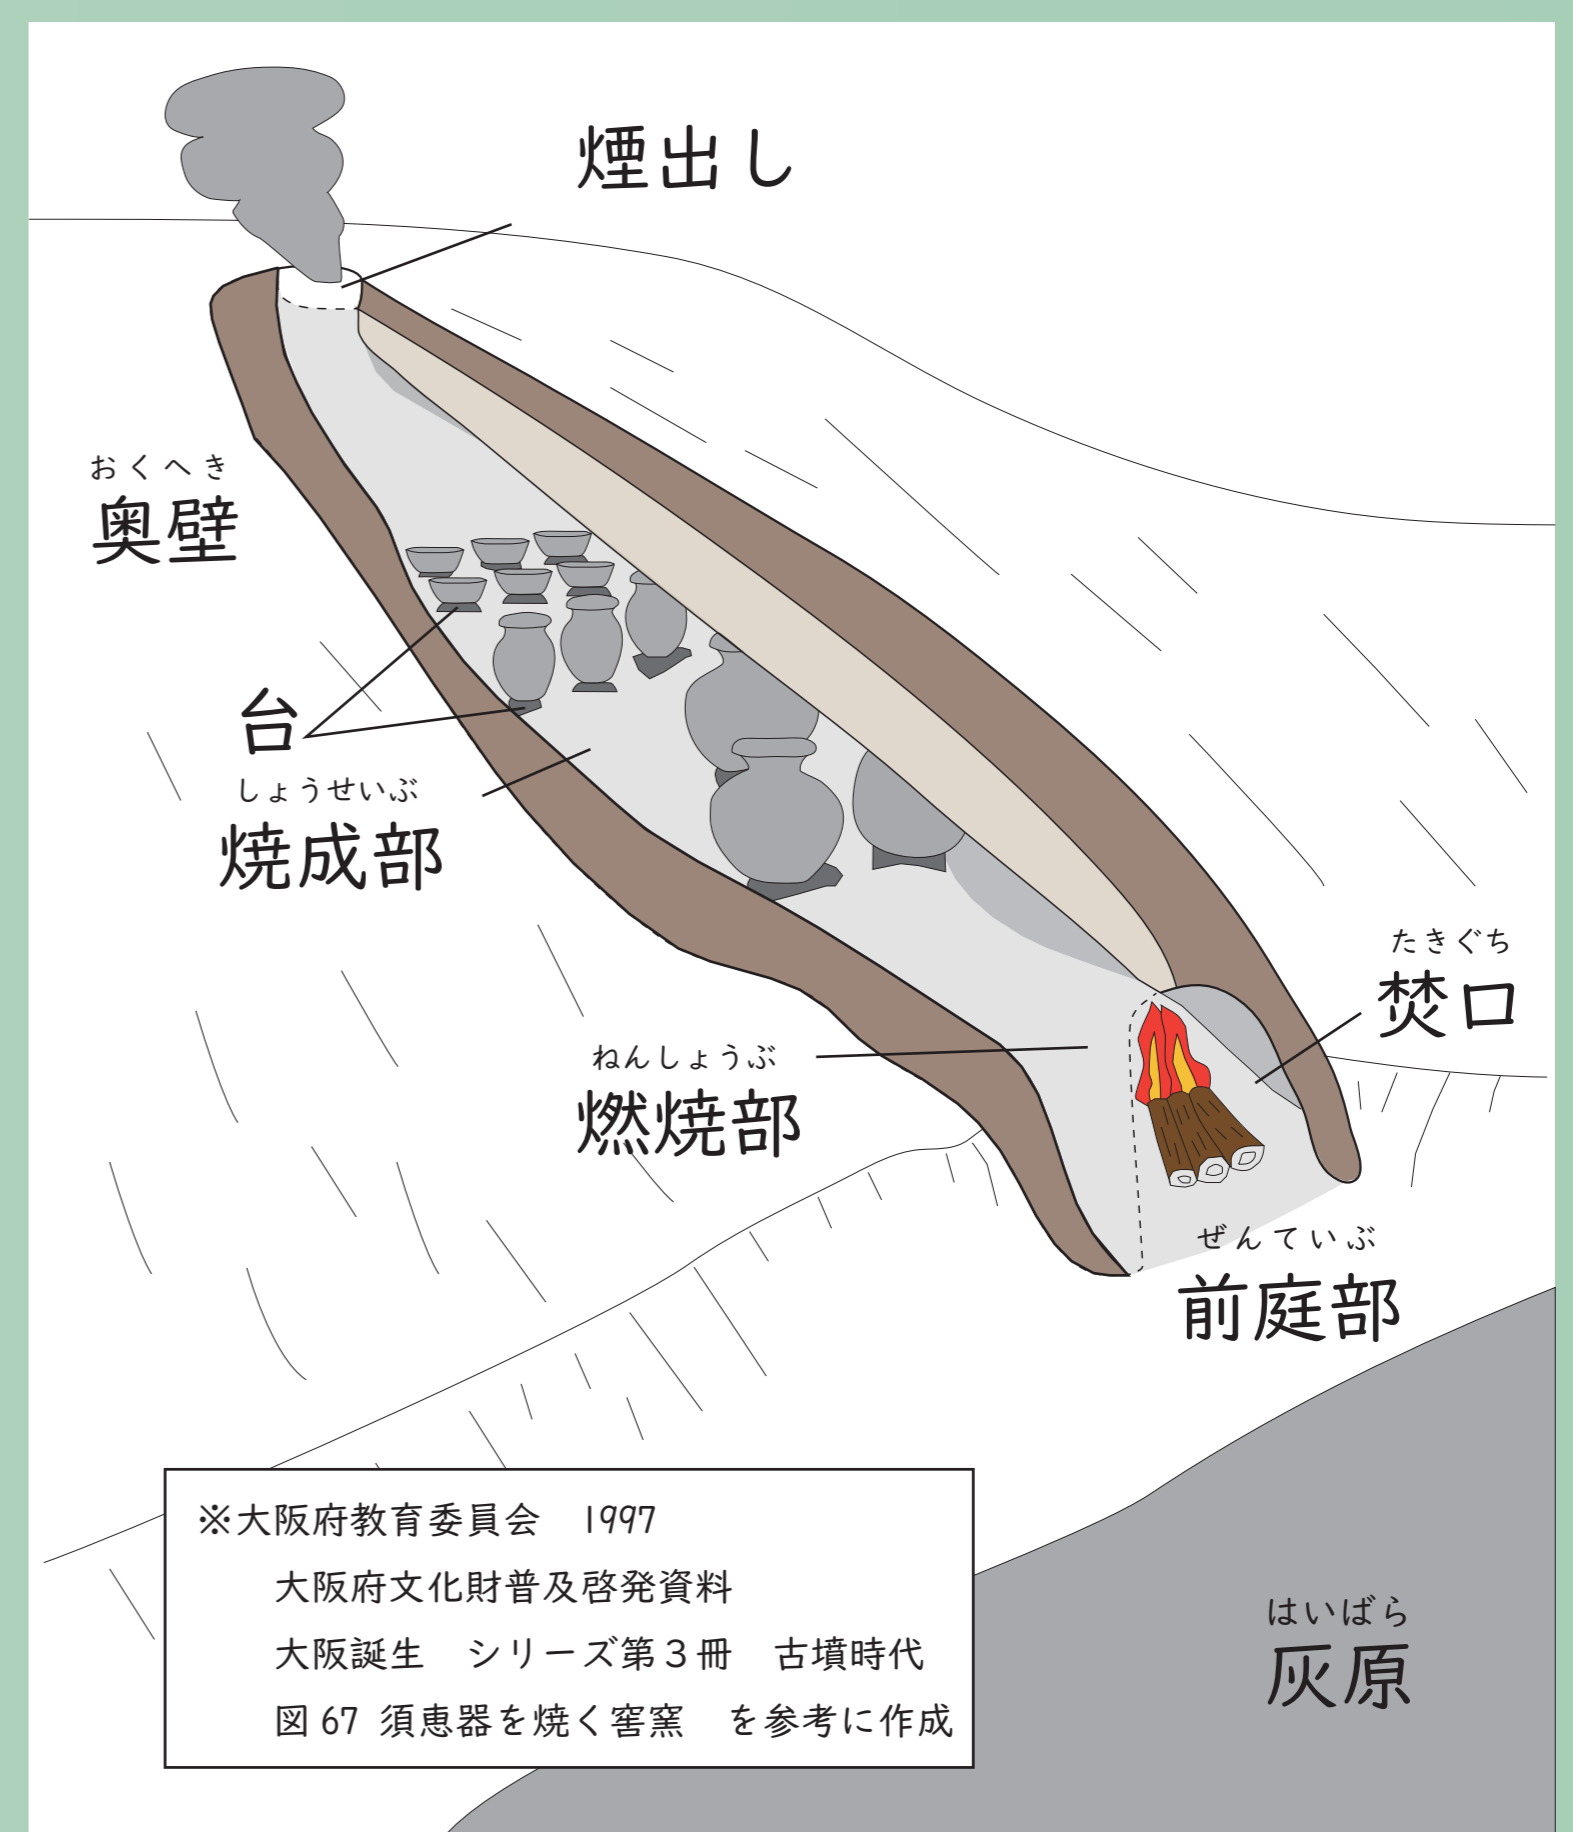 煙出し
おくへき
奥壁
台
しょうせいぶ
焼成部
たきぐち
焚口
ねんしょうぶ
燃焼部
ぜんていぶ
前庭部
はいばら
灰原
※大阪府教育委員会　1997
大阪府文化財普及啓発資料
大阪誕生　シリーズ第３冊　古墳時代
図67 須恵器を焼く窖窯　を参考に作成